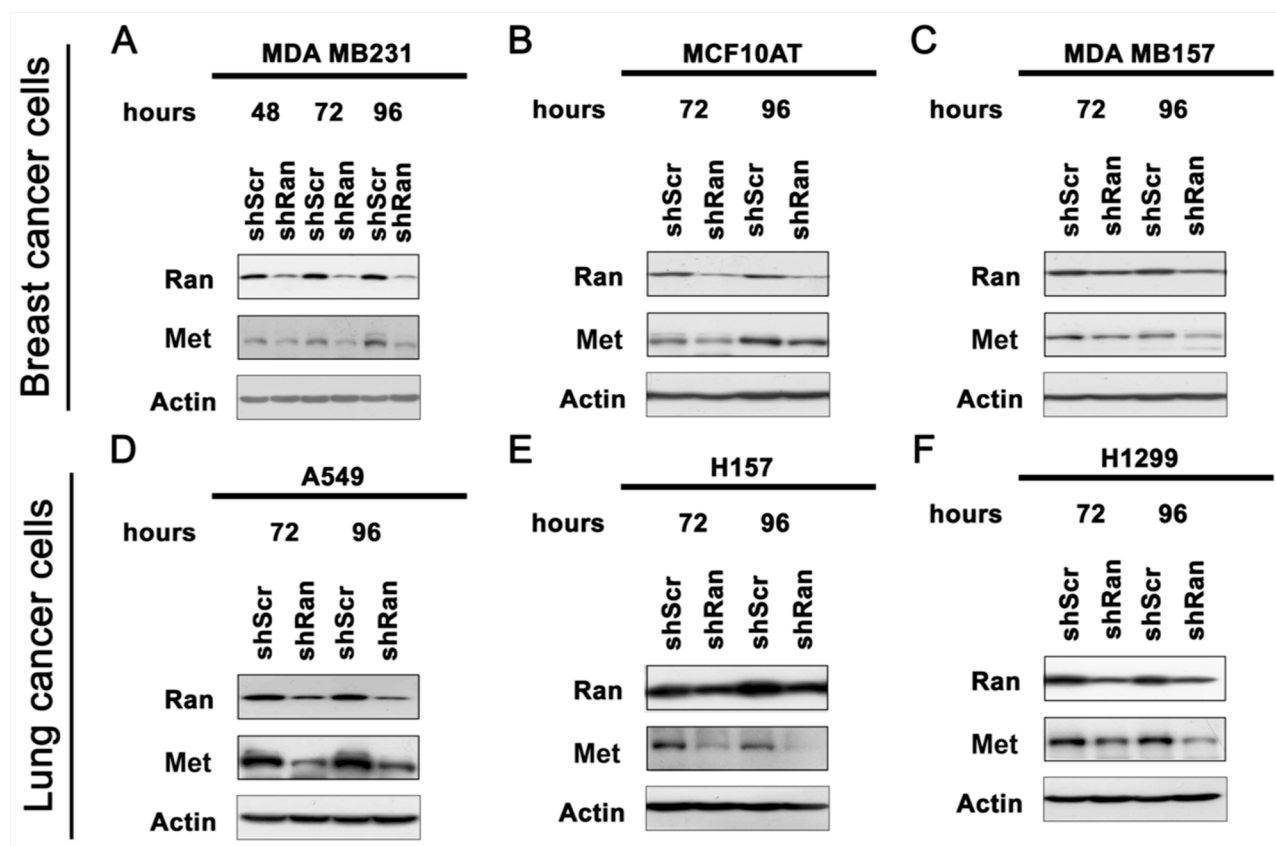 Breast cancer cells
A
MDA MB231
hours 48 72 96
shScr shRan shScr shRan shScr shRan
Ran
Met
Actin
B
MCF10AT
hours 72 96
shScr shRan shScr shRan
Ran
Met
Actin
C
MDA MB157
hours 72 96
shScr shRan shScr shRan
Ran
Met
Actin
Lung cancer cells
D
A549
hours 72 96
shScr shRan shScr shRan
Ran
Met
Actin
E
H157
hours 72 96
shScr shRan shScr shRan
Ran
Met
Actin
F
H1299
hours 72 96
shScr shRan shScr shRan
Ran
Met
Actin